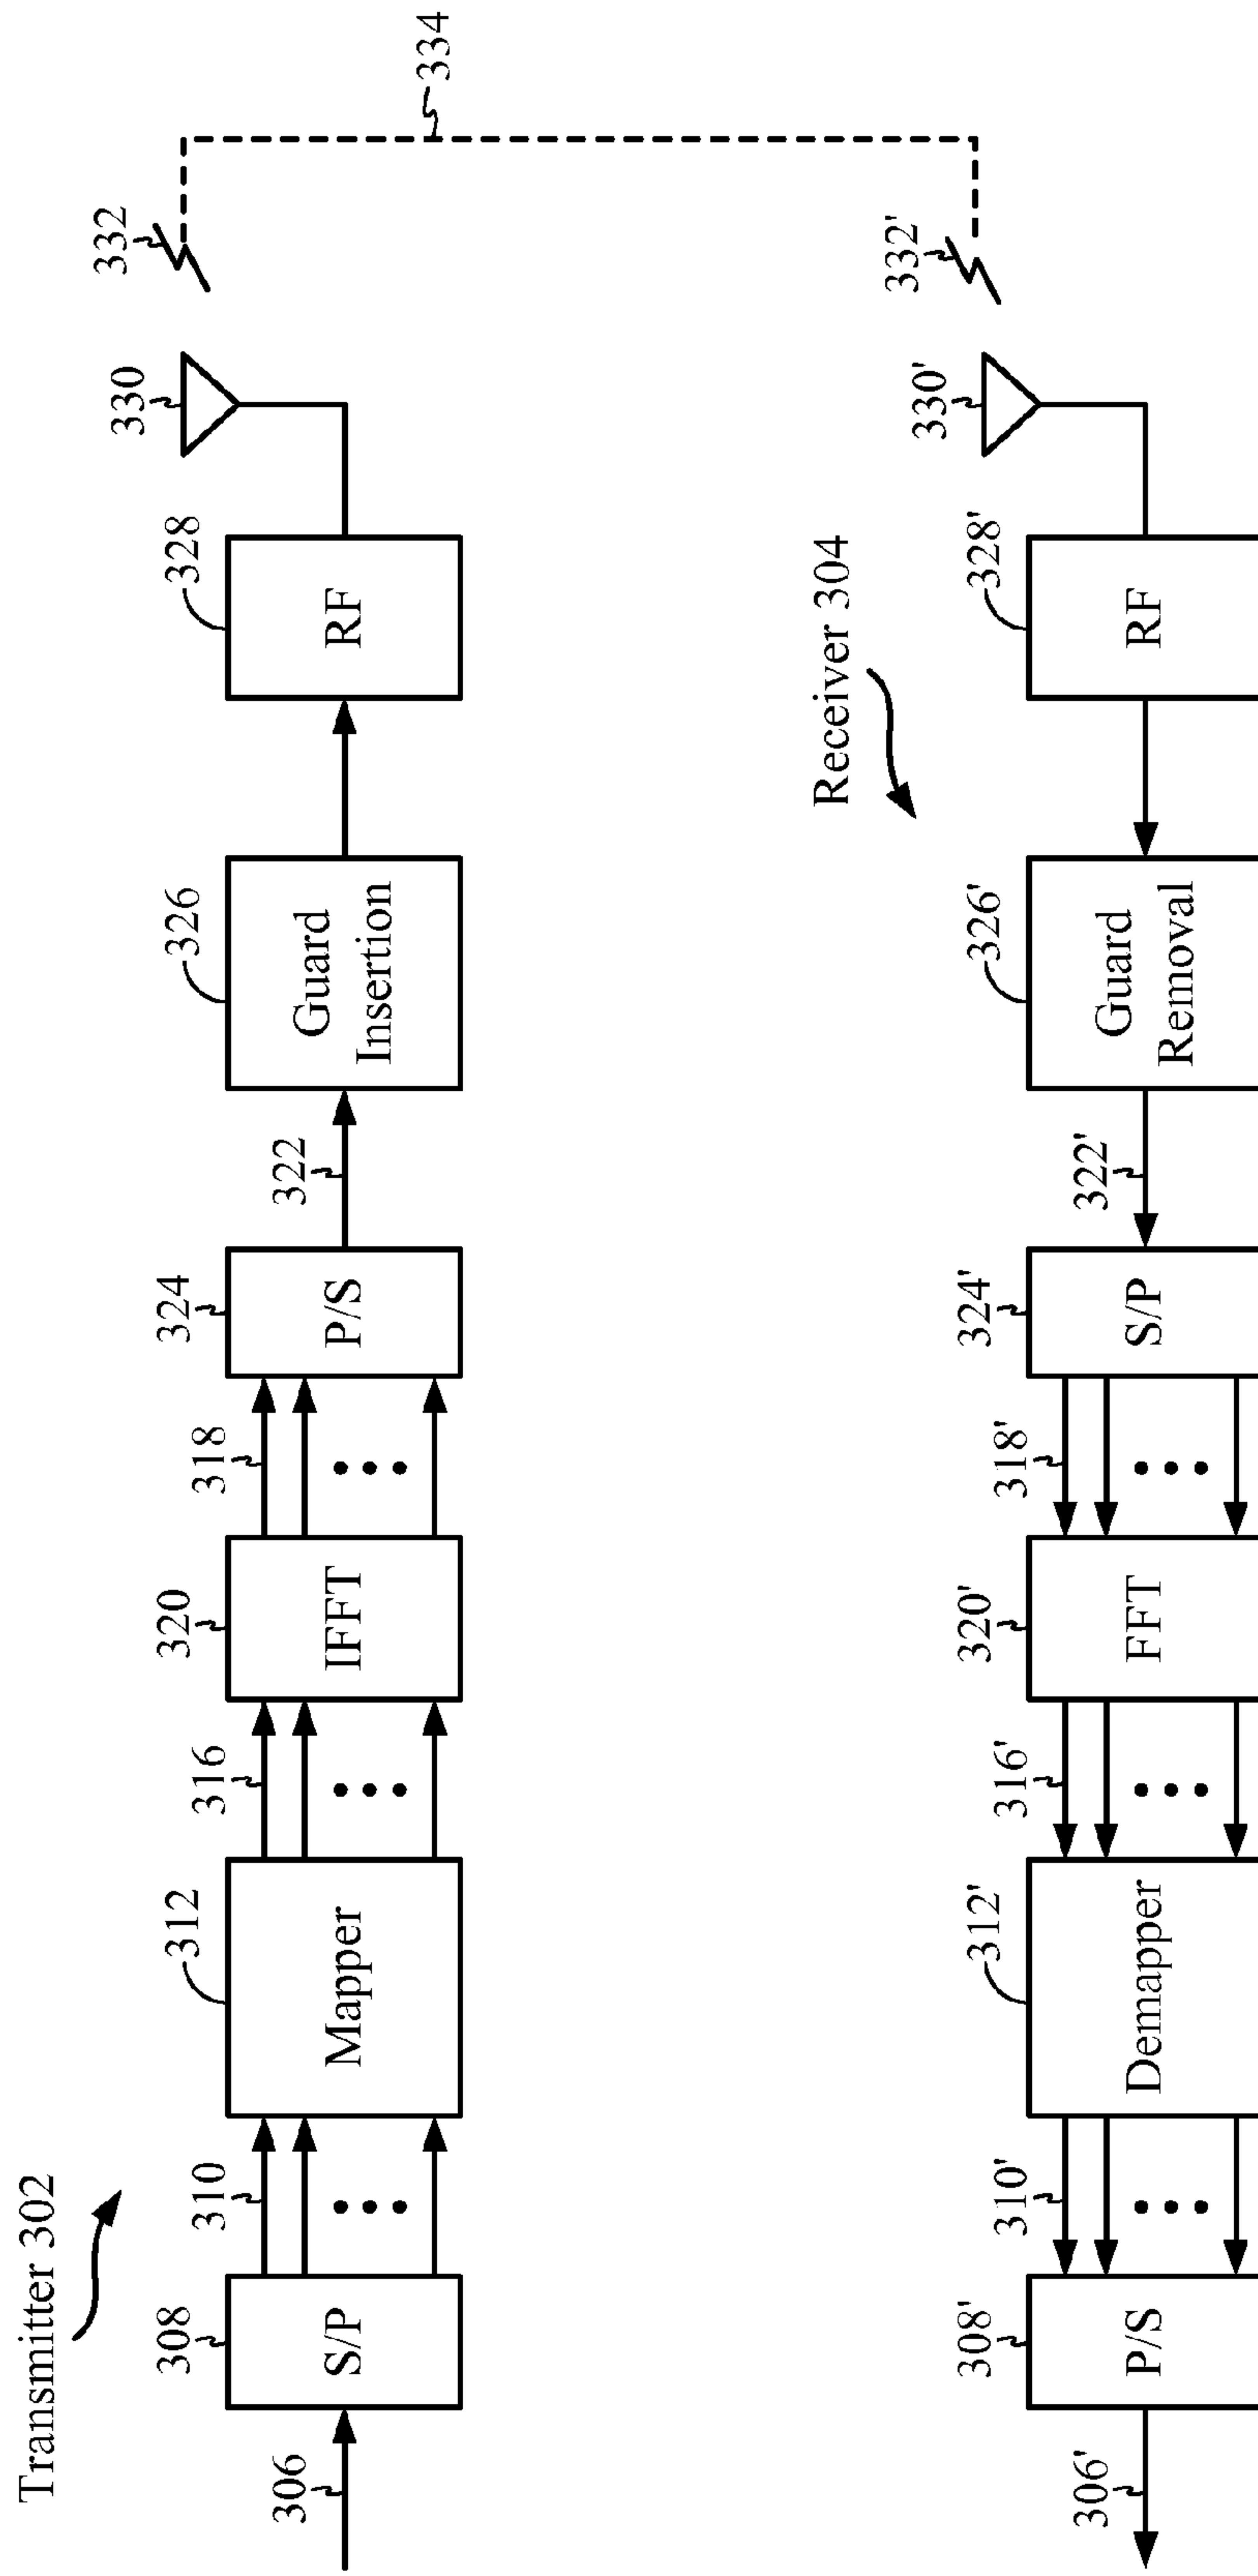 Transmitter 302
306
308
S/P
310
312
Mapper
316
320
IFFT
318
324
P/S
322
326
Guard
Insertion
328
RF
330
332
334
Receiver 304
306'
308'
P/S
310'
312'
Demapper
316'
320'
FFT
318'
324'
S/P
322'
326'
Guard
Removal
328'
RF
330'
332'